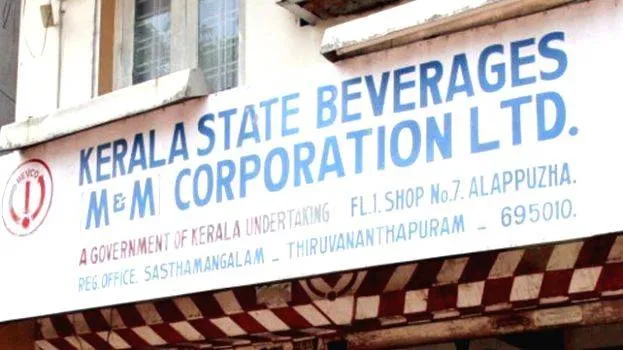 KERALA STATE BEVERAGES
[M&M] CORPORATION LTD.
A GOVERNMENT OF KERALA UNDERTAKING FL.1. SHOP No.7. ALAPPUZHA.
REG.OFFICE. SASTHAMANGALAM - THIRUVANANTHAPURAM - 695010.
BEVCO